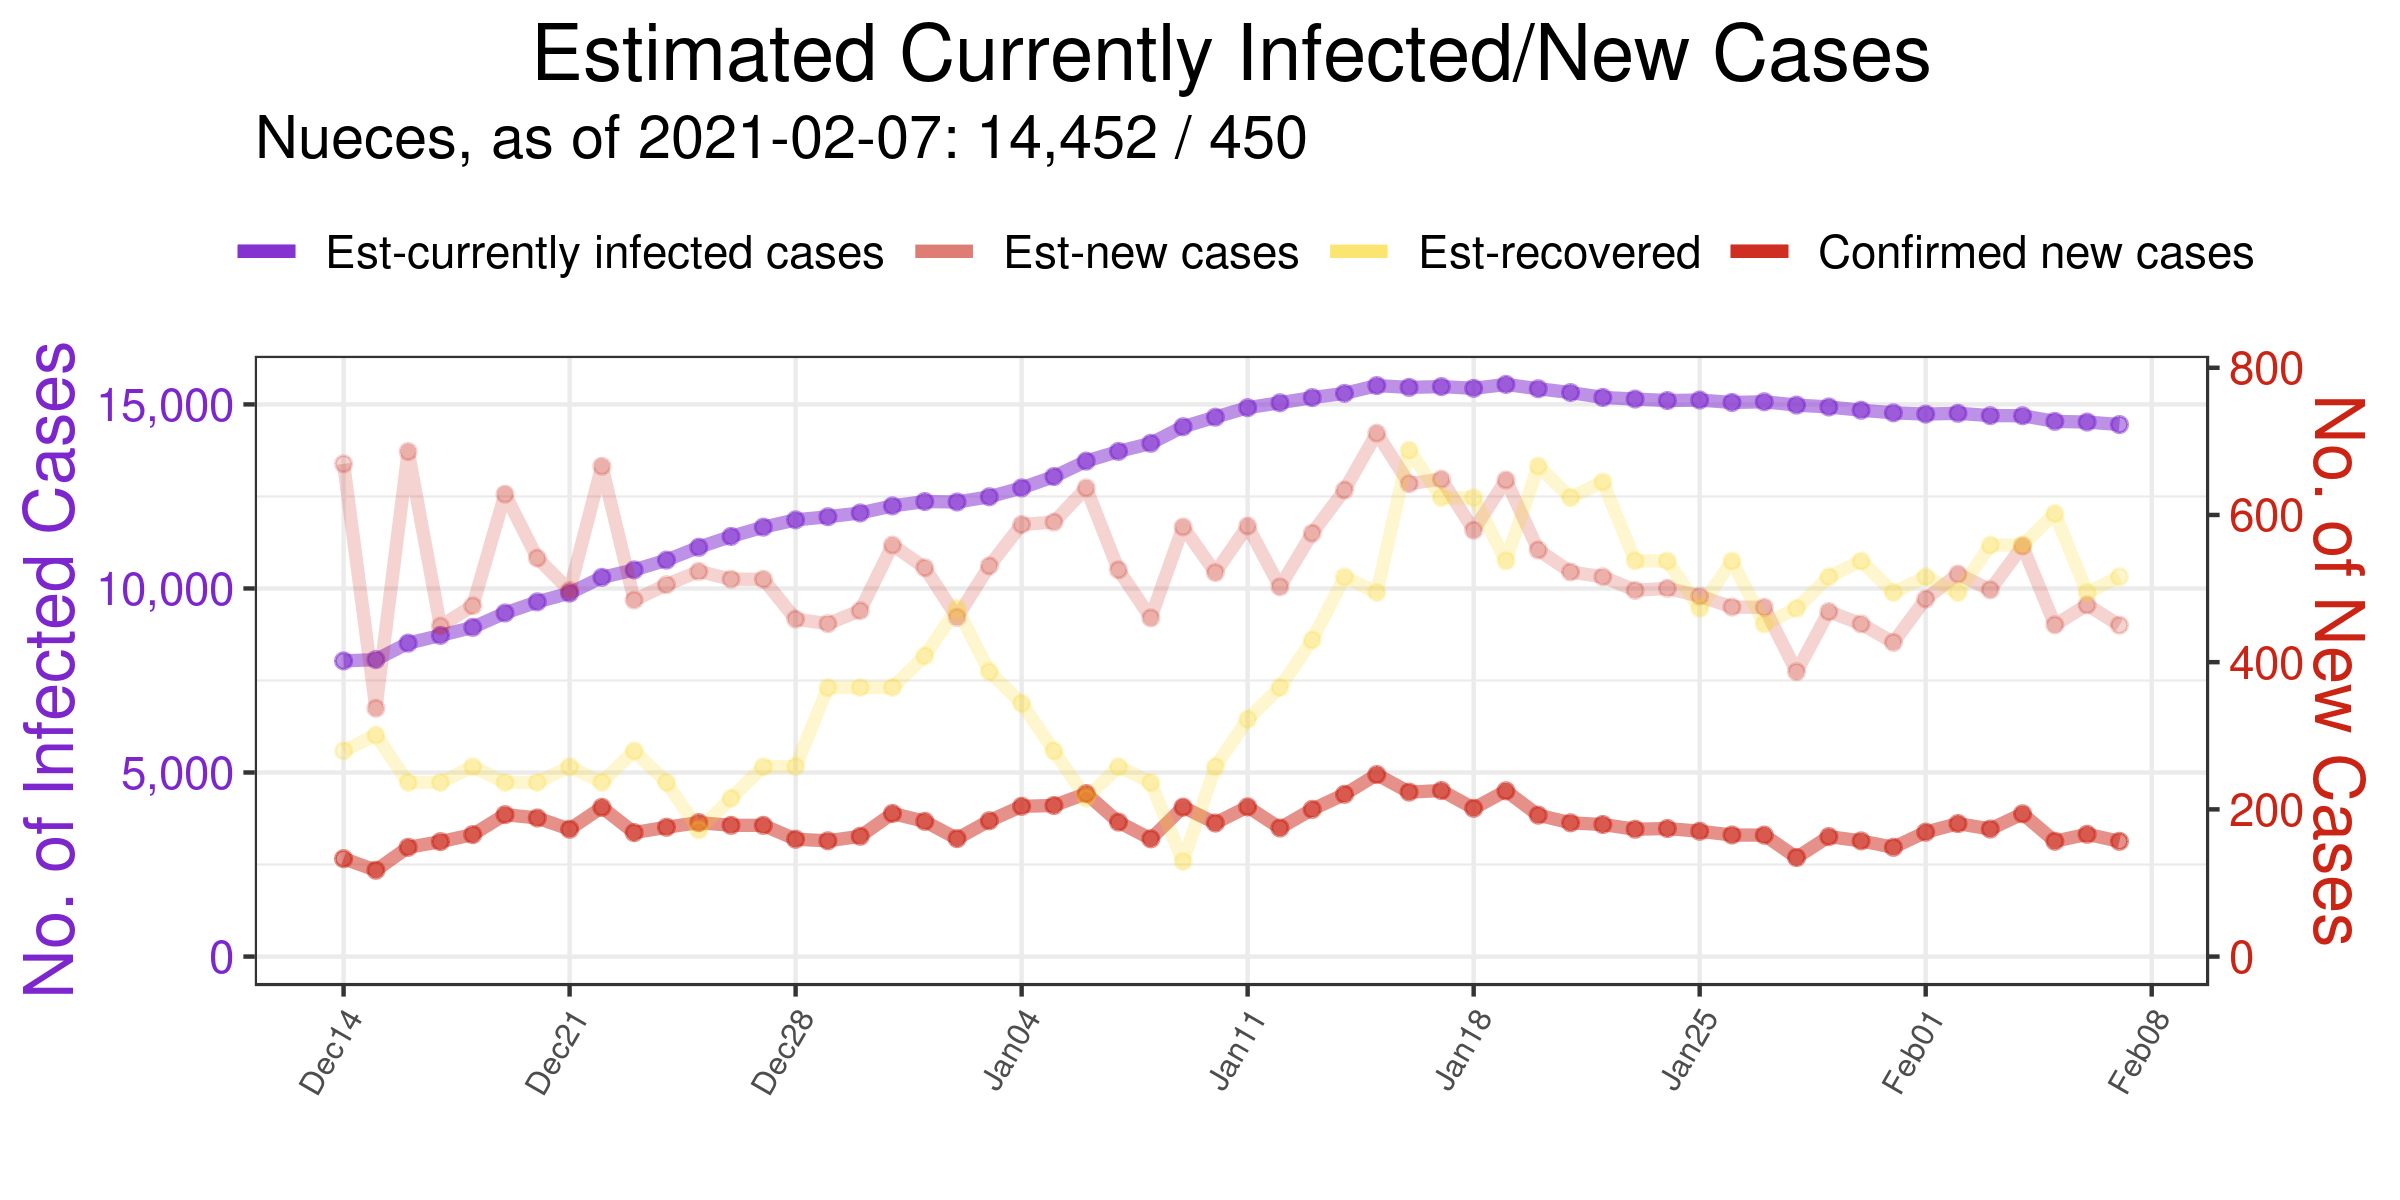 Estimated Currently Infected/New Cases
Nueces, as of 2021-02-07: 14,452 / 450
Est-currently infected cases Est-new cases Est-recovered Confirmed new cases
No. of Infected Cases
15,000
10,000
5,000
0
800
600
400
200
0
No. of New Cases
Dec14 Dec21 Dec28 Jan04 Jan11 Jan18 Jan25 Feb01 Feb08